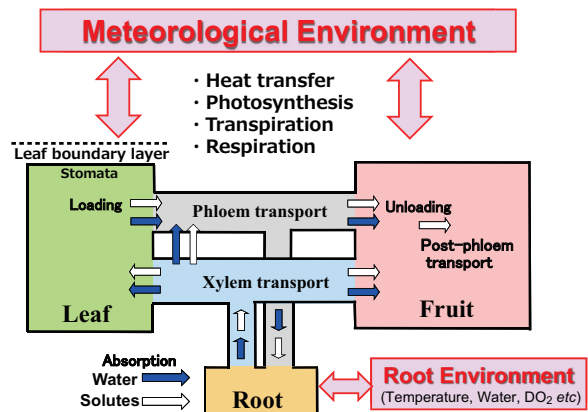 Meteorological Environment
・Heat transfer
・Photosynthesis
・Transpiration
・Respiration
Leaf boundary layer
Stomata
Loading
Phloem transport
Unloading
Post-phloem
transport
Xylem transport
Leaf
Fruit
Absorption
Water
Solutes
Root
Root Environment
(Temperature, Water, DO₂ etc)